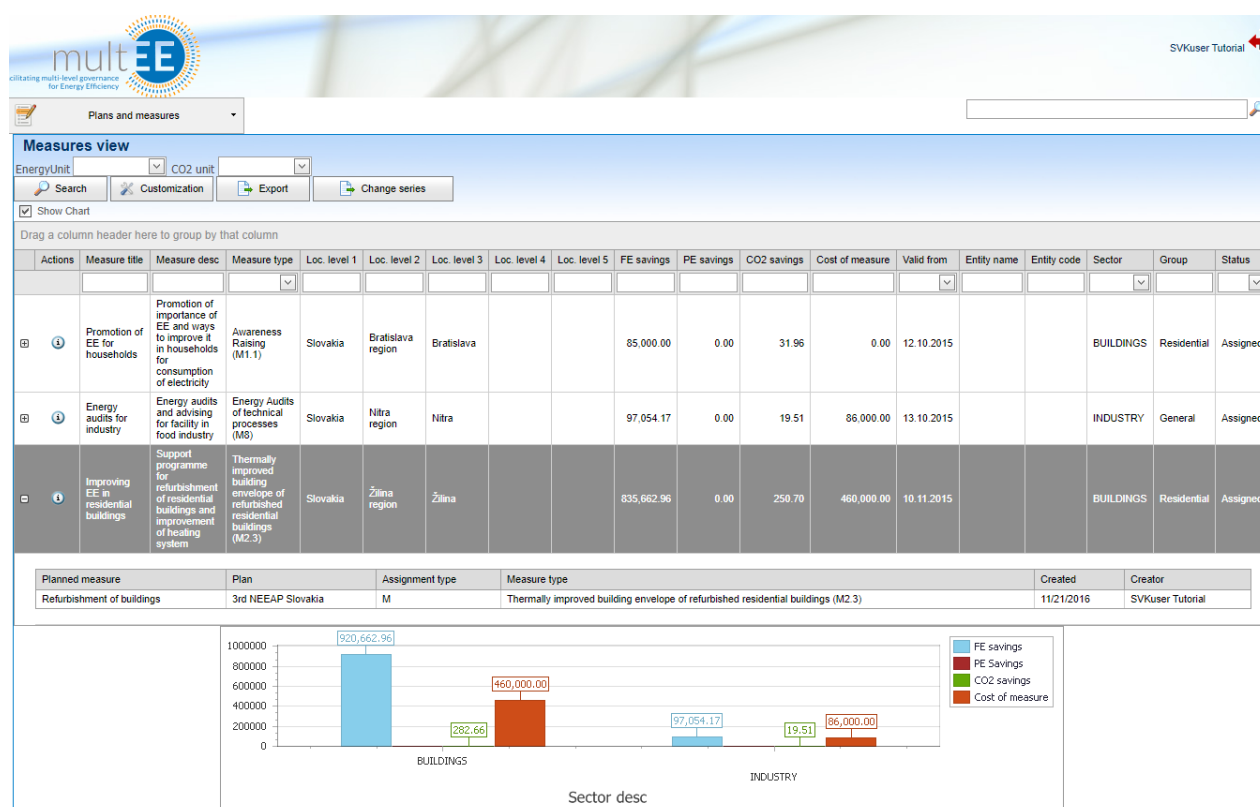 multEE
cilitating multi-level governance
for Energy Efficiency
SVKuser Tutorial
Plans and measures
Measures view
EnergyUnit CO2 unit
Search Customization Export Change series
Show Chart
Drag a column header here to group by that column
Actions Measure title Measure desc Measure type Loc. level 1 Loc. level 2 Loc. level 3 Loc. level 4 Loc. level 5 FE savings PE savings CO2 savings Cost of measure Valid from Entity name Entity code Sector Group Status
Promotion of
EE for
households
Promotion of
importance of
EE and ways
to improve it
in households
for
consumption
of electricity
Awareness
Raising
(M1.1)
Slovakia
Bratislava
region
Bratislava
85,000.00
0.00
31.96
0.00
12.10.2015
BUILDINGS
Residential
Assigned
Energy
audits for
industry
Energy audits
and advising
for facility in
food industry
Energy Audits
of technical
processes
(M8)
Slovakia
Nitra
region
Nitra
97,054.17
0.00
19.51
86,000.00
13.10.2015
INDUSTRY
General
Assigned
Improving
EE in
residential
buildings
Support
programme
for
refurbishment
of residential
buildings and
improvement
of heating
system
Thermally
improved
building
envelope of
refurbished
residential
buildings
(M2.3)
Slovakia
Žilina
region
Žilina
835,662.96
0.00
250.70
460,000.00
10.11.2015
BUILDINGS
Residential
Assigned
Planned measure Plan Assignment type Measure type Created Creator
Refurbishment of buildings 3rd NEEAP Slovakia M Thermally improved building envelope of refurbished residential buildings (M2.3) 11/21/2016 SVKuser Tutorial
1000000
800000
600000
400000
200000
0
920,662.96
282.66
460,000.00
97,054.17
19.51
86,000.00
BUILDINGS
INDUSTRY
Sector desc
FE savings
PE Savings
CO2 savings
Cost of measure